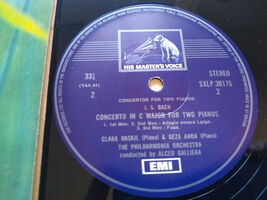 HIS MASTER'S VOICE
33⅓
STEREO
SXLP 30175
2
2
CONCERTOS FOR TWO PIANOS
J. S. BACH
CONCERTO IN C MAJOR FOR TWO PIANOS
1. 1st Mov. 2. 2nd Mov.: Adagio ovvero Largo.
3. 3rd Mov.: Fuga.
CLARA HASKIL (Piano) & GEZA ANDA (Piano)
THE PHILHARMONIA ORCHESTRA
conducted by ALCEO GALLIERA
EMI